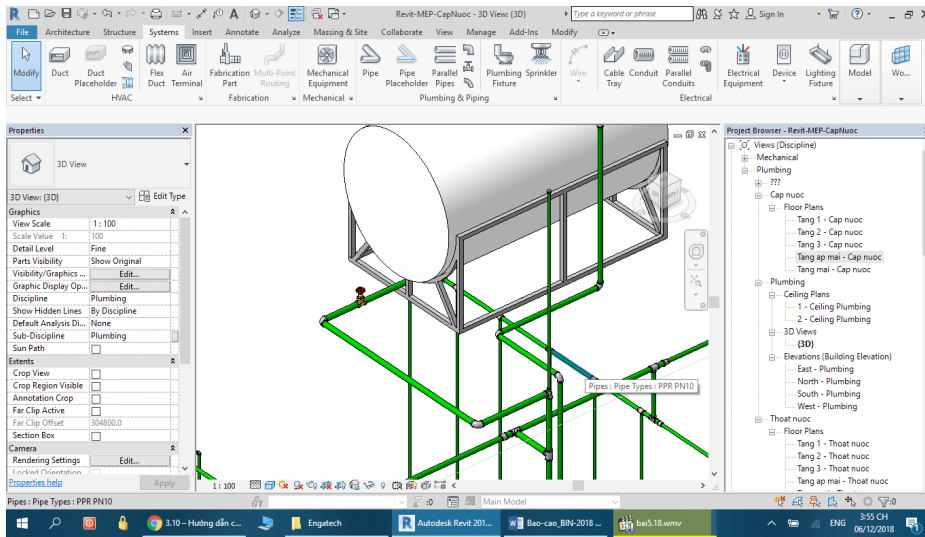 Revit-MEP-CapNuoc - 3D View: {3D}
Type a keyword or phrase
Sign In
File Architecture Structure Systems Insert Annotate Analyze Massing & Site Collaborate View Manage Add-Ins Modify
Modify Duct Duct Placeholder Flex Duct Air Terminal Fabrication Part Multi-Point Routing Mechanical Equipment Pipe Pipe Placeholder Parallel Pipes Plumbing Fixture Sprinkler Wire Cable Tray Conduit Parallel Conduits Electrical Equipment Device Lighting Fixture Model Wo...
Select HVAC Fabrication Mechanical Plumbing & Piping Electrical
Properties
3D View
3D View: {3D} Edit Type
Graphics
View Scale 1 : 100
Scale Value 1: 100
Detail Level Fine
Parts Visibility Show Original
Visibility/Graphics ... Edit...
Graphic Display Op... Edit...
Discipline Plumbing
Show Hidden Lines By Discipline
Default Analysis Di... None
Sub-Discipline Plumbing
Sun Path
Extents
Crop View
Crop Region Visible
Annotation Crop
Far Clip Active
Far Clip Offset 304800.0
Section Box
Camera
Rendering Settings Edit...
Locked Orientation
Properties help Apply
Pipes : Pipe Types : PPR PN10
1 : 100
Project Browser - Revit-MEP-CapNuoc
Views (Discipline)
Mechanical
Plumbing
???
Cap nuoc
Floor Plans
Tang 1 - Cap nuoc
Tang 2 - Cap nuoc
Tang 3 - Cap nuoc
Tang ap mai - Cap nuoc
Tang mai - Cap nuoc
Plumbing
Ceiling Plans
1 - Ceiling Plumbing
2 - Ceiling Plumbing
3D Views
{3D}
Elevations (Building Elevation)
East - Plumbing
North - Plumbing
South - Plumbing
West - Plumbing
Thoat nuoc
Floor Plans
Tang 1 - Thoat nuoc
Tang 2 - Thoat nuoc
Tang 3 - Thoat nuoc
Tang ap mai - Thoat nuoc
Pipes : Pipe Types : PPR PN10 :0 Main Model :0
3.10 – Hướng dẫn c... Engatech Autodesk Revit 201... Bao-cao_BIN-2018 ... bai5.18.wmv ENG 3:55 CH
06/12/2018